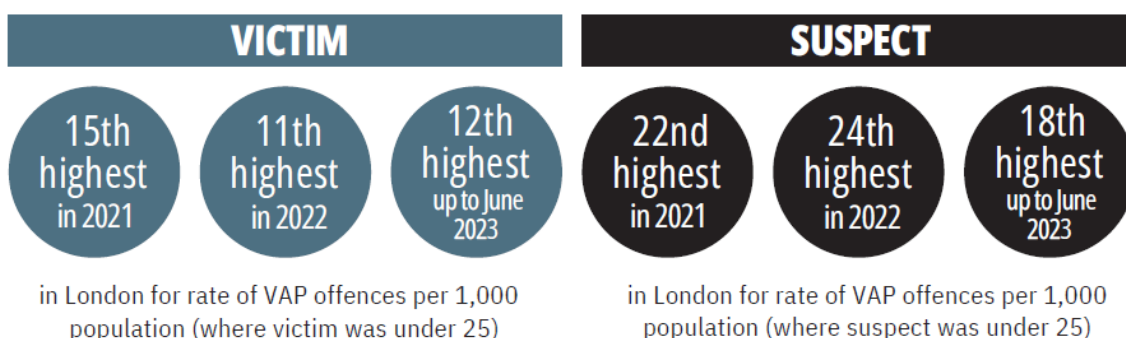 VICTIM
15th
highest
in 2021
11th
highest
in 2022
12th
highest
up to June
2023
in London for rate of VAP offences per 1,000
population (where victim was under 25)
SUSPECT
22nd
highest
in 2021
24th
highest
in 2022
18th
highest
up to June
2023
in London for rate of VAP offences per 1,000
population (where suspect was under 25)